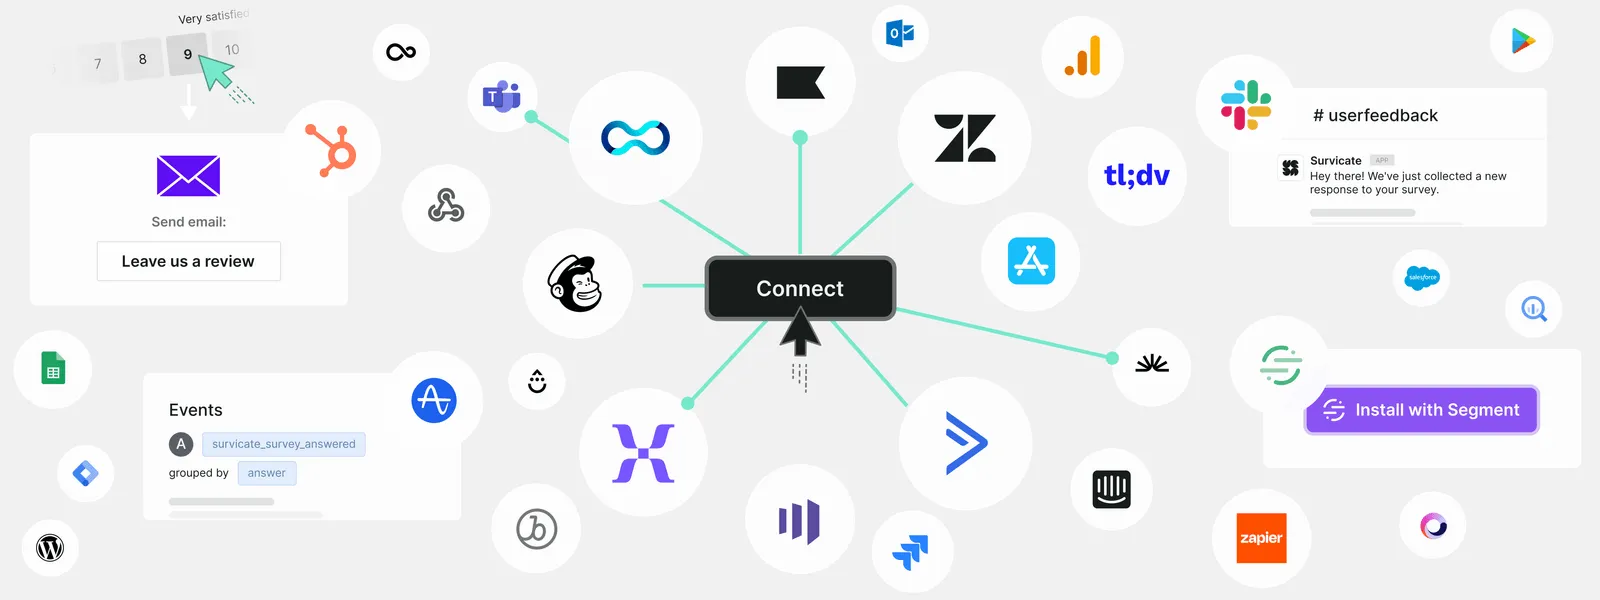 Very satisfied
7
8
9
10
Send email:
Leave us a review
T
O
tl;dv
# userfeedback
Survicate APP
Hey there! We've just collected a new
response to your survey.
Connect
salesforce
Events
A survicate_survey_answered
grouped by answer
Install with Segment
b
W
zapier